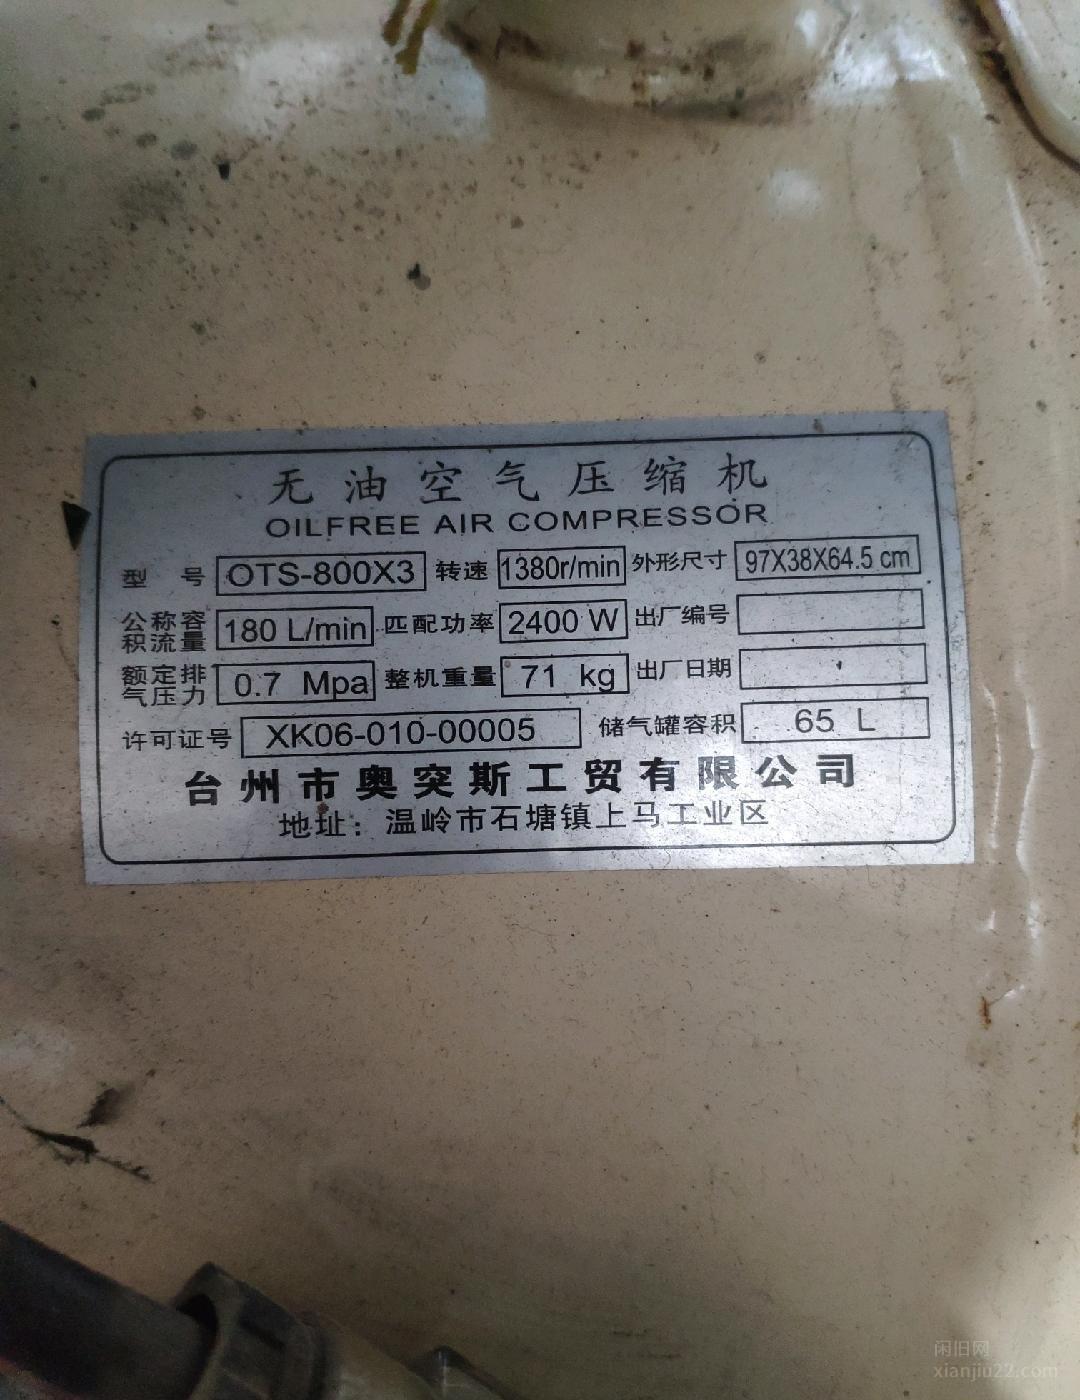 无油空气压缩机
OILFREE AIR COMPRESSOR
型 号 OTS-800X3 转速 1380r/min 外形尺寸 97X38X64.5 cm
公称容积流量 180 L/min 匹配功率 2400 W 出厂编号
额定排气压力 0.7 Mpa 整机重量 71 kg 出厂日期
许可证号 XK06-010-00005 储气罐容积 65 L
台州市奥突斯工贸有限公司
地址：温岭市石塘镇上马工业区
闲旧网
xianjiu22.com